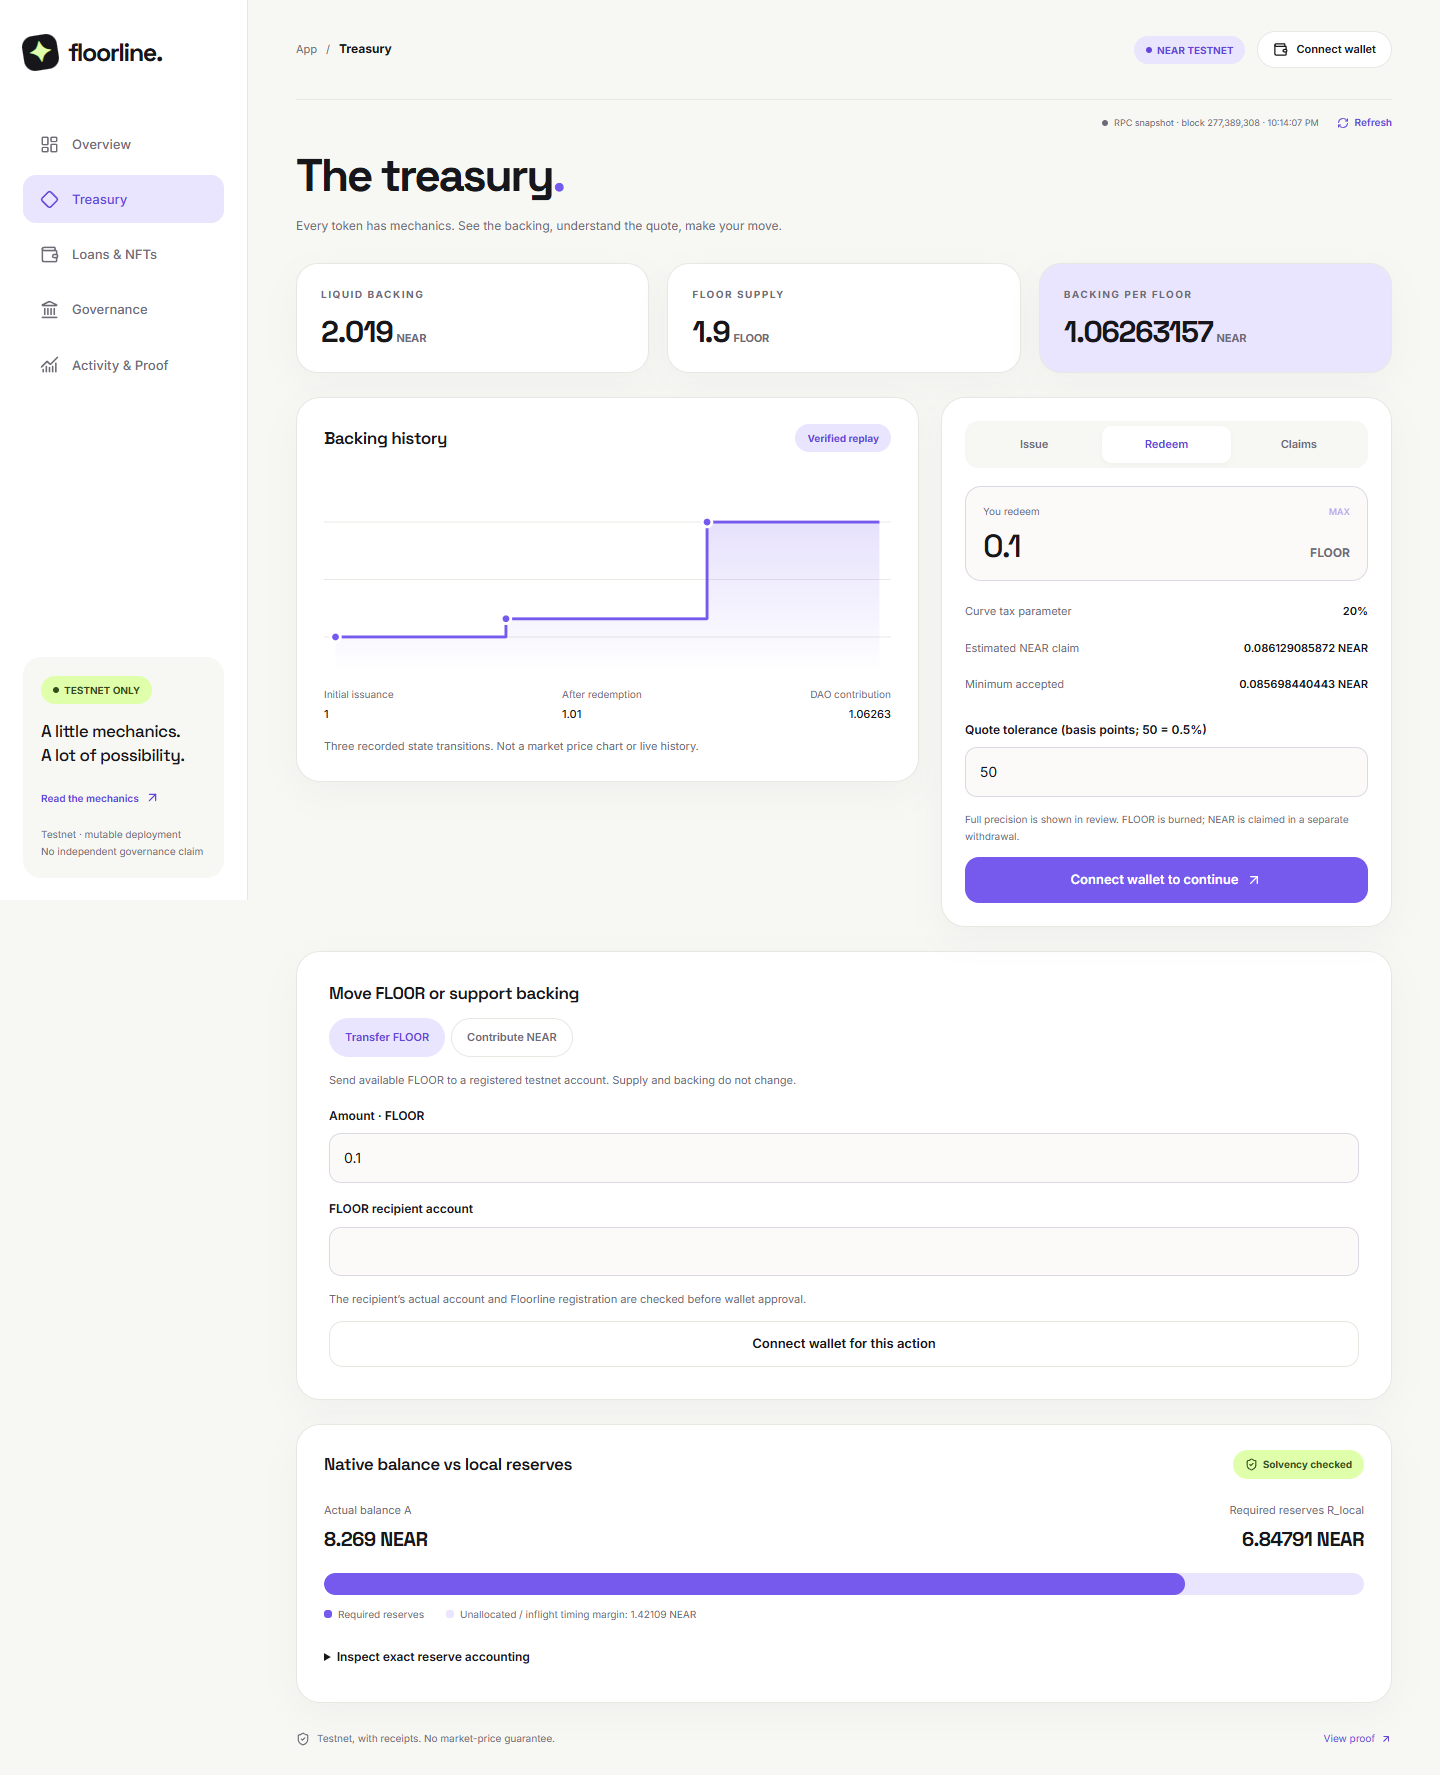 floorline.
Overview
Treasury
Loans & NFTs
Governance
Activity & Proof
TESTNET ONLY
A little mechanics.
A lot of possibility.
Read the mechanics
Testnet · mutable deployment
No independent governance claim
App / Treasury
NEAR TESTNET
Connect wallet
RPC snapshot · block 277,389,308 · 10:14:07 PM
Refresh
The treasury.
Every token has mechanics. See the backing, understand the quote, make your move.
LIQUID BACKING
2.019 NEAR
FLOOR SUPPLY
1.9 FLOOR
BACKING PER FLOOR
1.06263157 NEAR
Backing history
Verified replay
Initial issuance
1
After redemption
1.01
DAO contribution
1.06263
Three recorded state transitions. Not a market price chart or live history.
Issue
Redeem
Claims
You redeem
MAX
0.1
FLOOR
Curve tax parameter
20%
Estimated NEAR claim
0.086129085872 NEAR
Minimum accepted
0.085698440443 NEAR
Quote tolerance (basis points; 50 = 0.5%)
50
Full precision is shown in review. FLOOR is burned; NEAR is claimed in a separate
withdrawal.
Connect wallet to continue
Move FLOOR or support backing
Transfer FLOOR
Contribute NEAR
Send available FLOOR to a registered testnet account. Supply and backing do not change.
Amount · FLOOR
0.1
FLOOR recipient account
The recipient's actual account and Floorline registration are checked before wallet approval.
Connect wallet for this action
Native balance vs local reserves
Solvency checked
Actual balance A
8.269 NEAR
Required reserves R_local
6.84791 NEAR
Required reserves
Unallocated / inflight timing margin: 1.42109 NEAR
Inspect exact reserve accounting
Testnet, with receipts. No market-price guarantee.
View proof